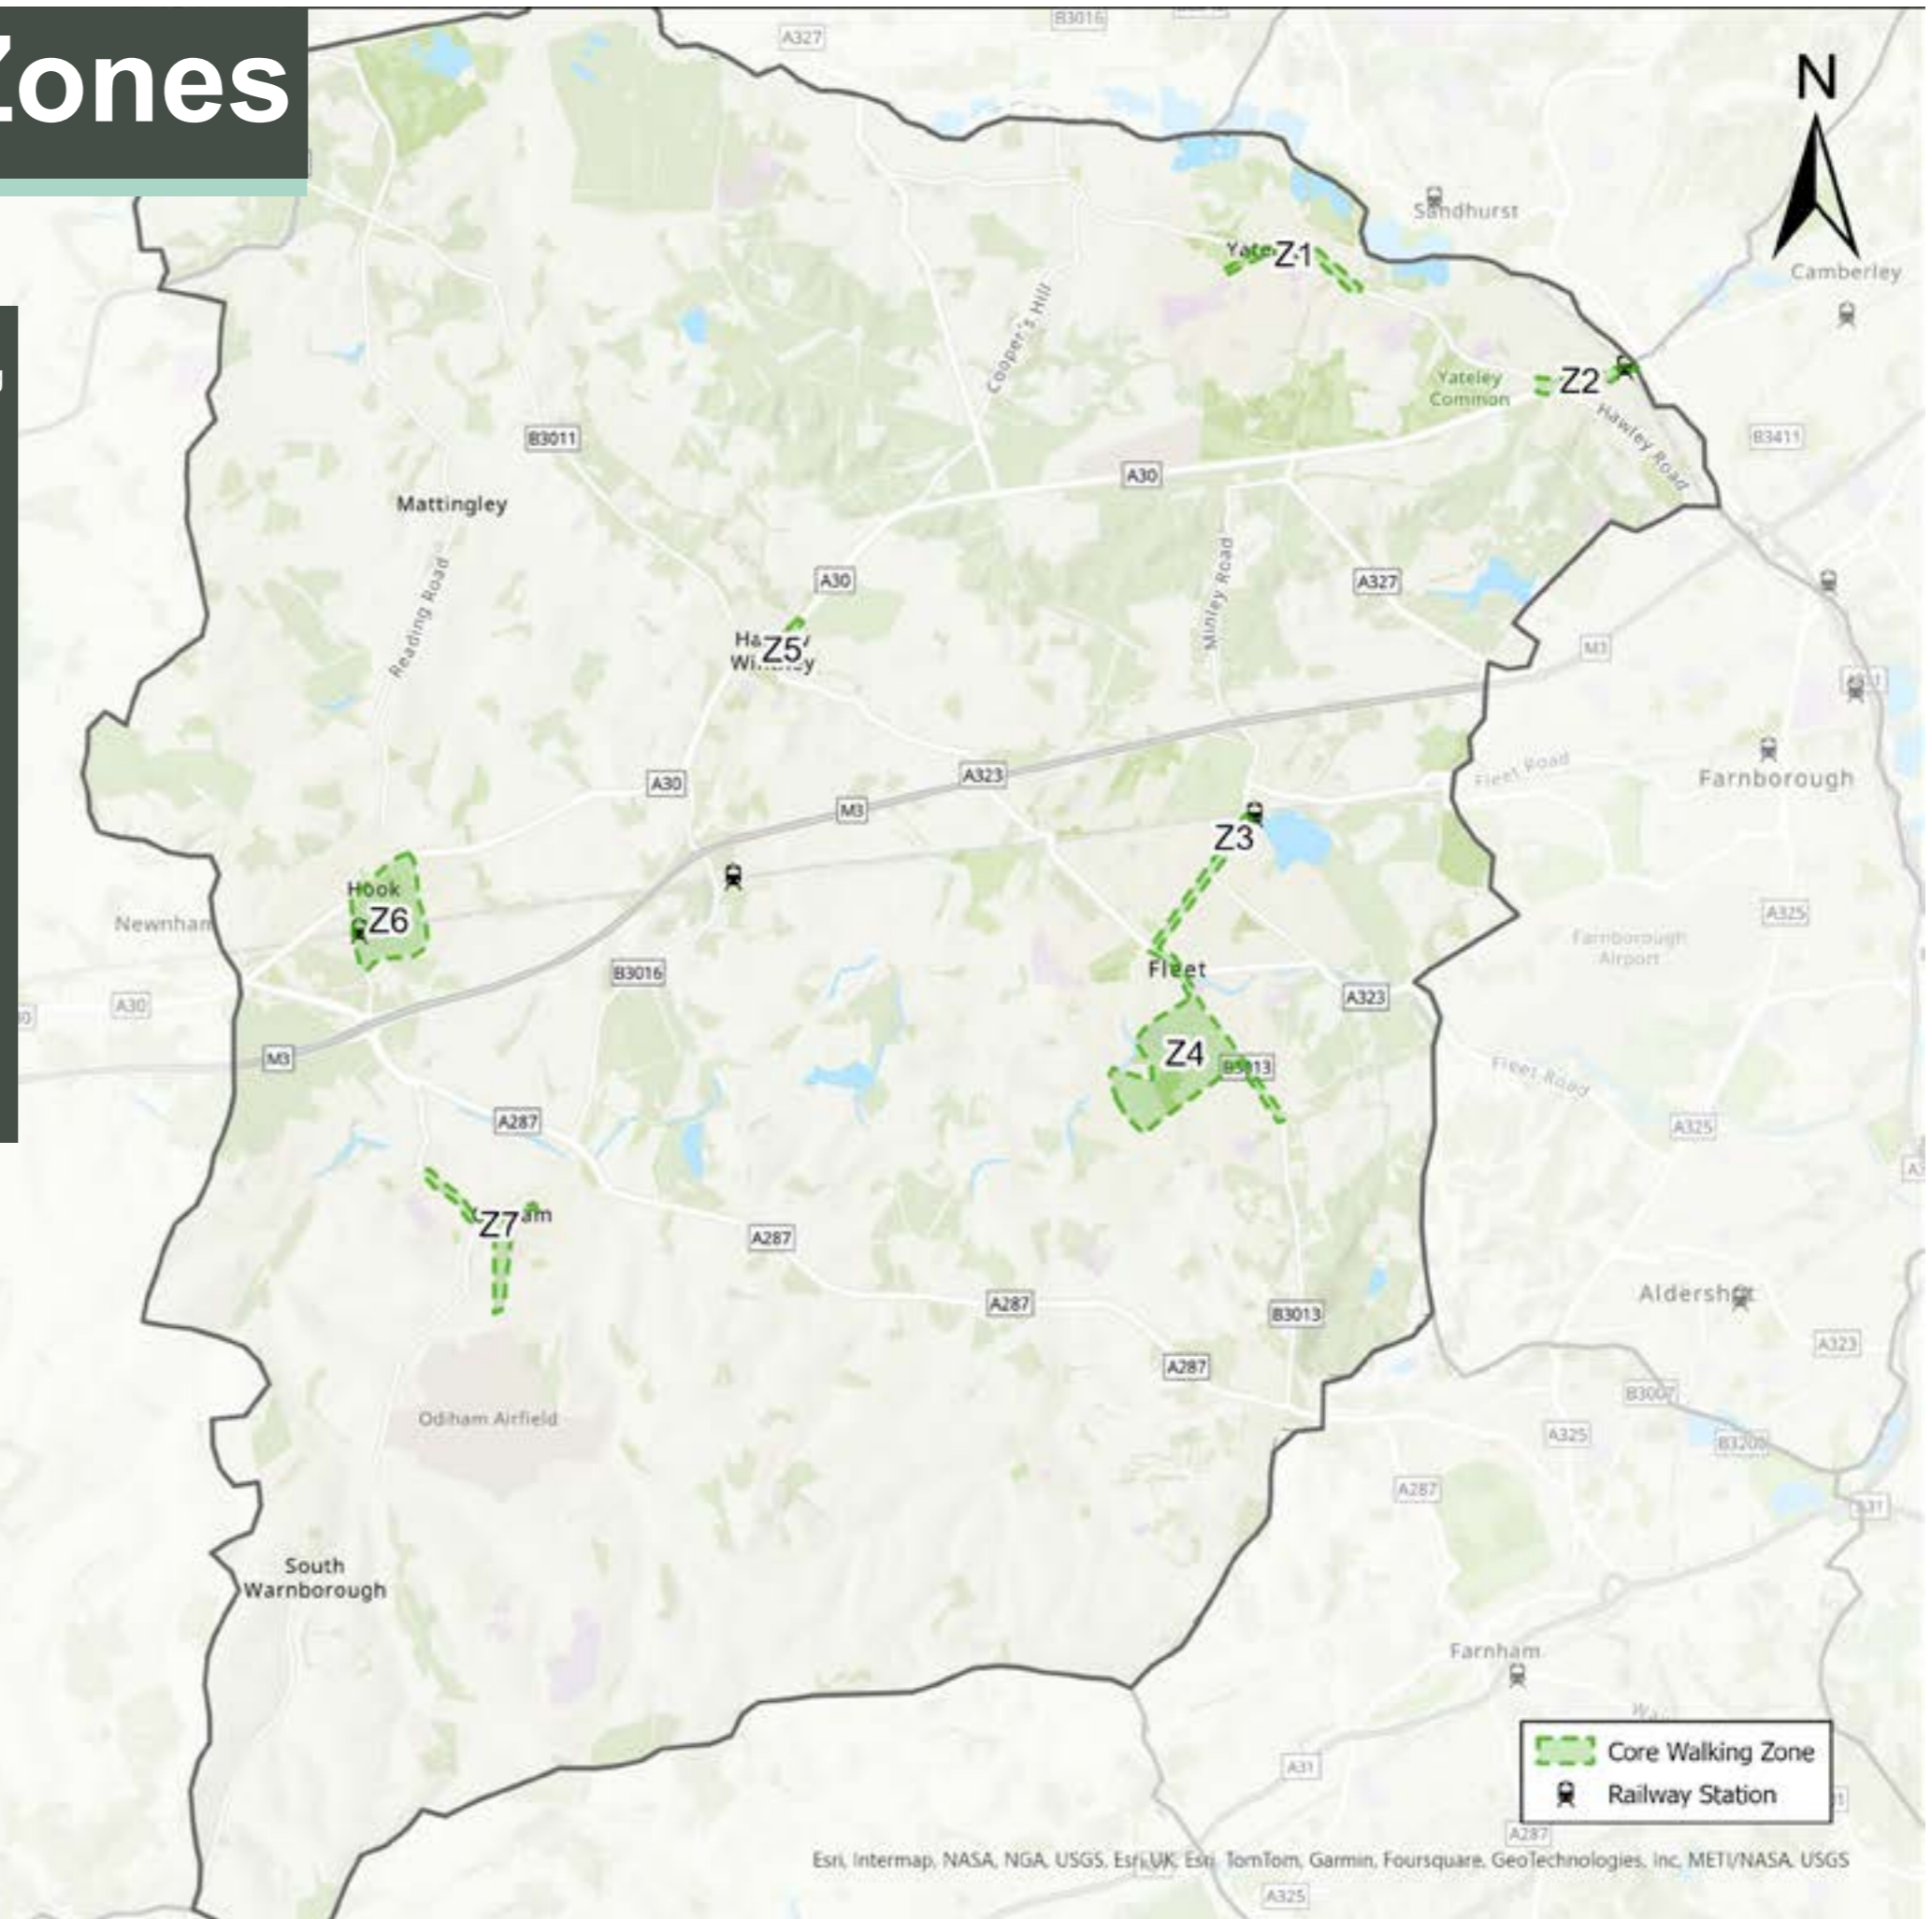 Zones
N
B3016
A327
Sandhurst
Camberley
Z1
Cooper's Hill
Yateley
Common
Z2
Hawley Road
B3411
B3011
A30
Mattingley
Reading Road
A30
Minley Road
A327
Z5
M3
A323
A30
M3
Fleet Road
Farnborough
Z3
Hook
Z6
Newnham
A325
Farnborough
Airport
Fleet
B3016
A323
A30
M3
Z4
B3013
Fleet Road
A287
A325
Z7
A287
A287
Aldershot
B3013
A323
A287
B3007
Odiham Airfield
A325
B3200
A287
A31
South
Warnborough
Farnham
A31
Core Walking Zone
Railway Station
A287
Esri, Intermap, NASA, NGA, USGS, Esri UK, Esri, TomTom, Garmin, Foursquare, GeoTechnologies, Inc, METI/NASA, USGS
A325